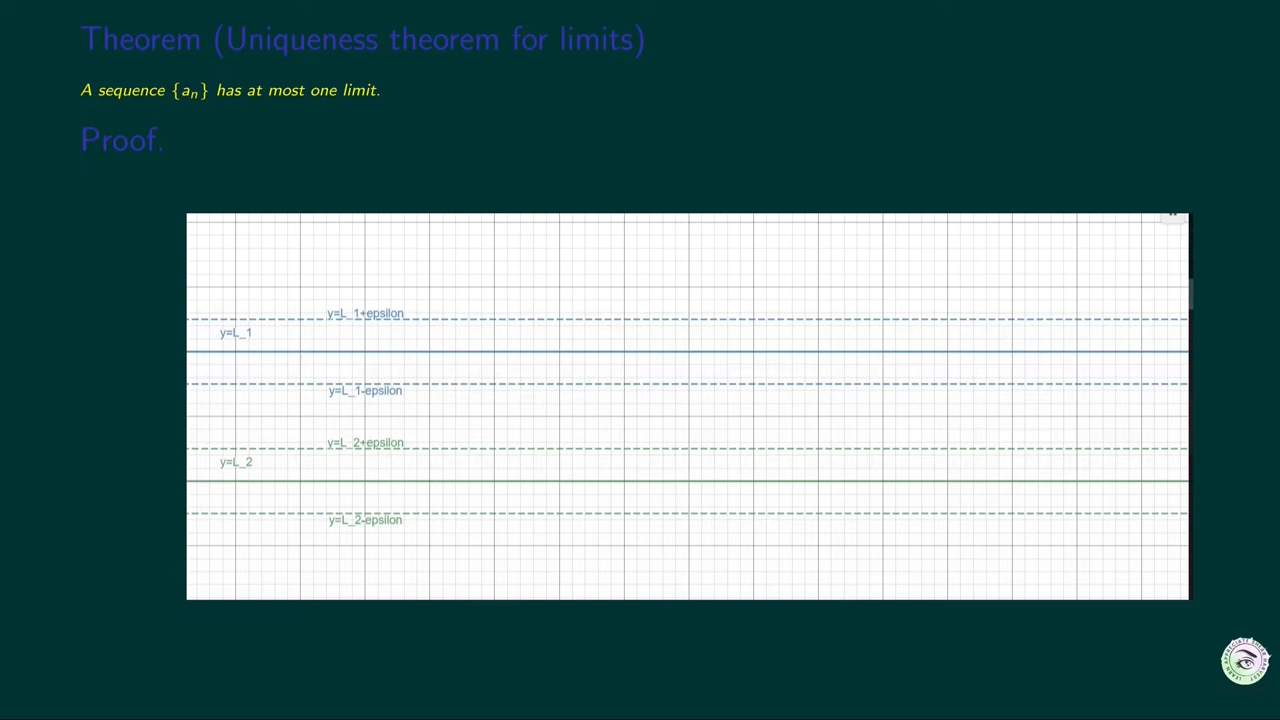 Theorem (Uniqueness theorem for limits)
A sequence {aₙ} has at most one limit.
Proof.
y=L_1+epsilon
y=L_1
y=L_1-epsilon
y=L_2+epsilon
y=L_2
y=L_2-epsilon